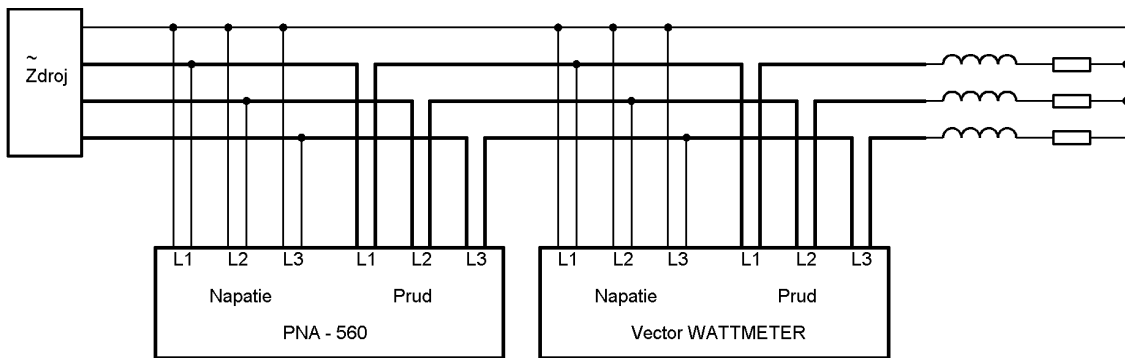 ~
Zdroj
L1 L2 L3 L1 L2 L3
Napatie Prud
PNA - 560
L1 L2 L3 L1 L2 L3
Napatie Prud
Vector WATTMETER